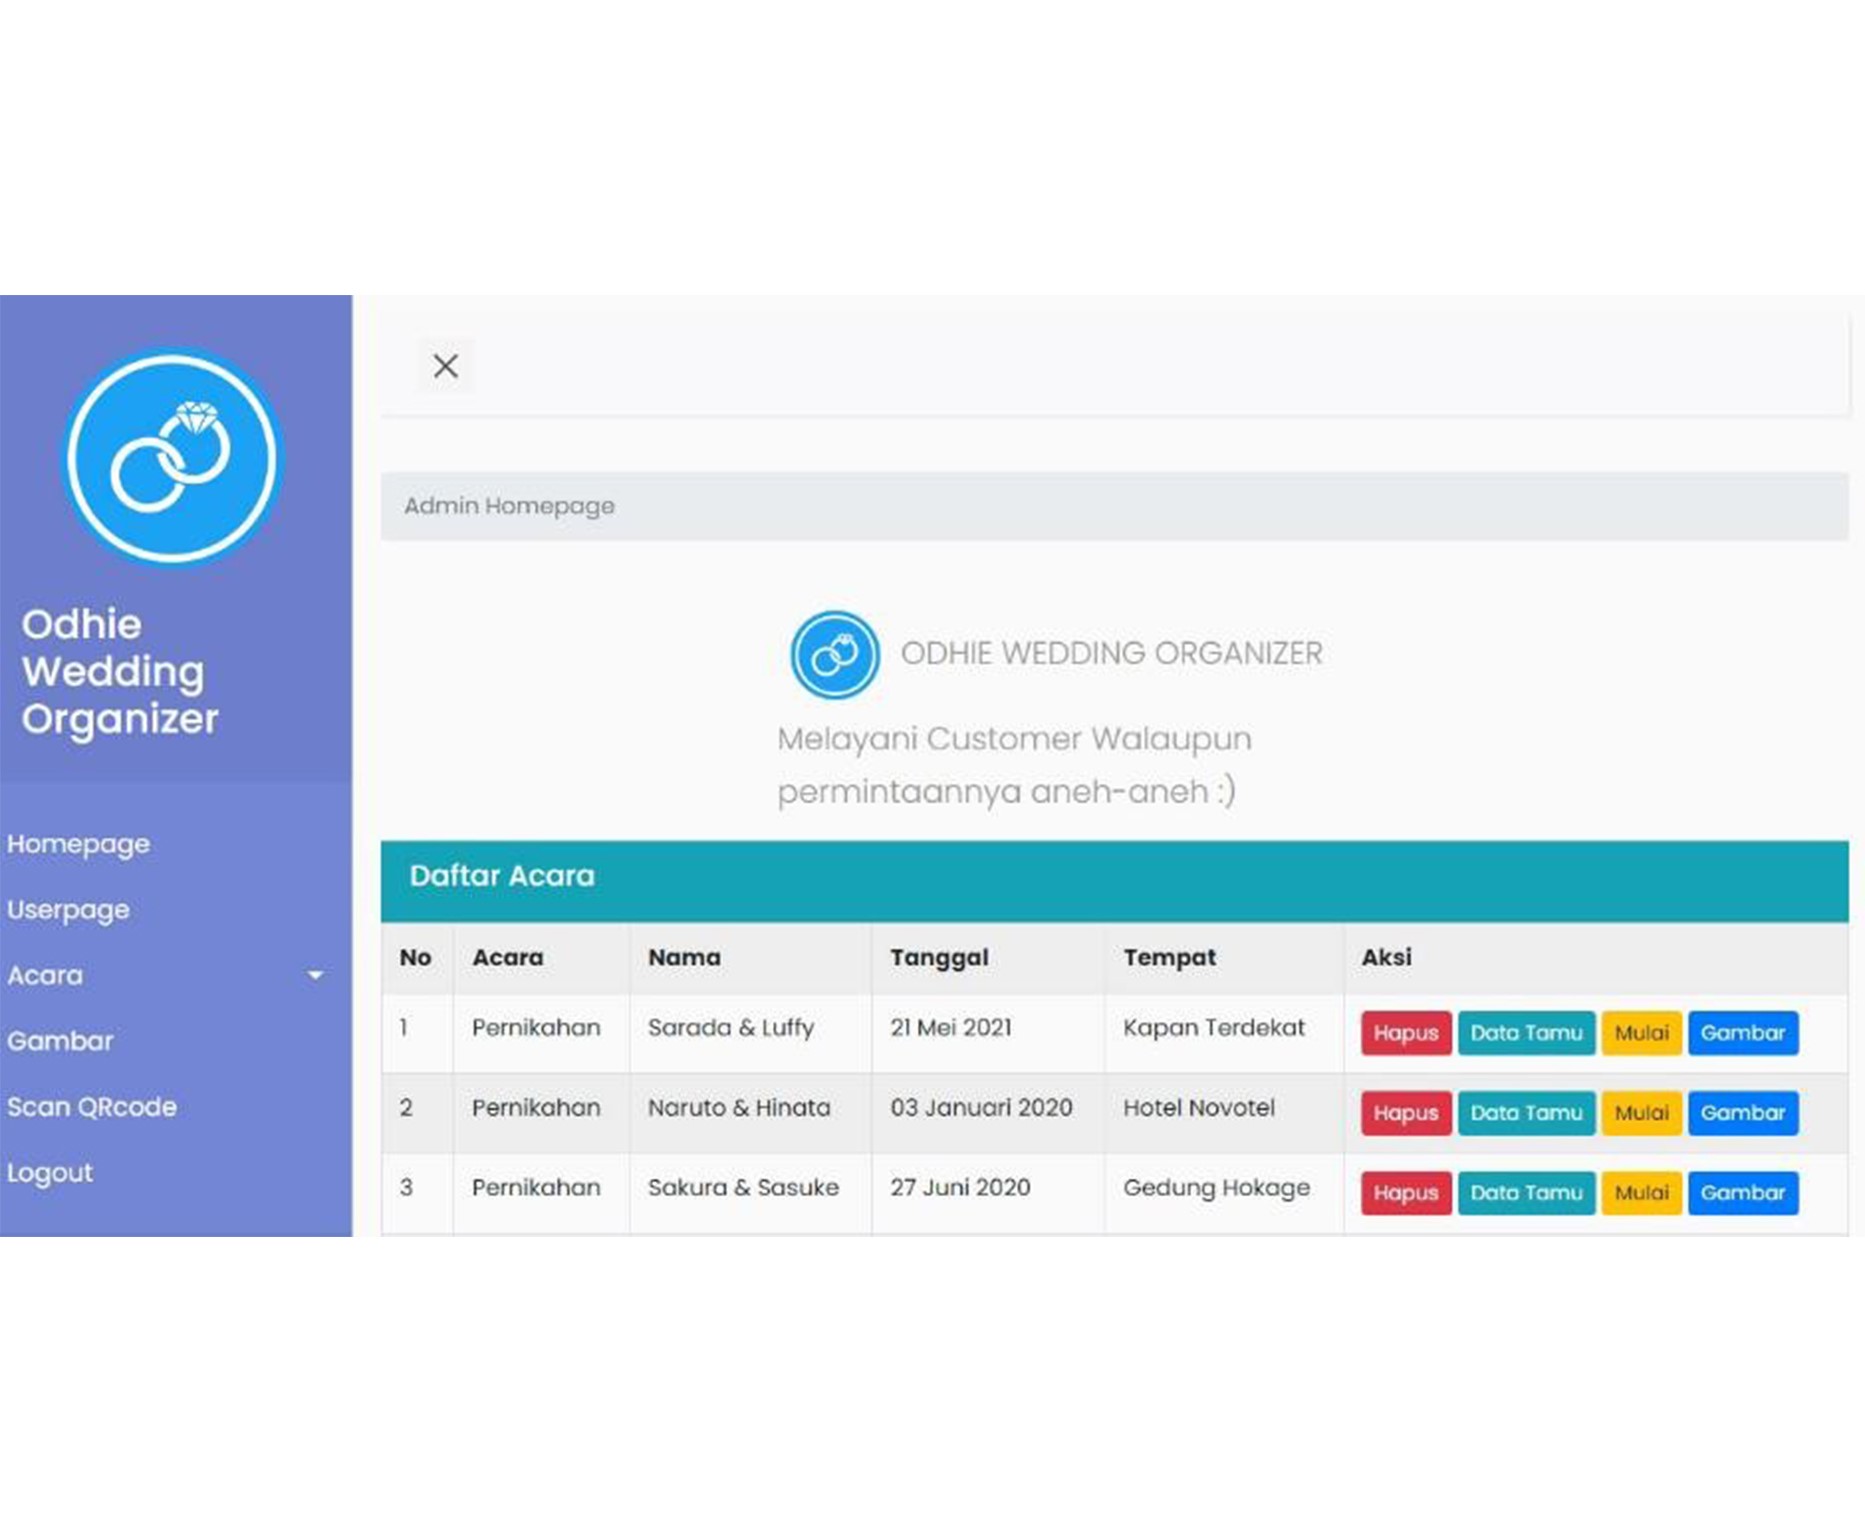 Odhie
Wedding
Organizer
Homepage
Userpage
Acara
Gambar
Scan QRcode
Logout
Admin Homepage
ODHIE WEDDING ORGANIZER
Melayani Customer Walaupun
permintaannya aneh-aneh :)
Daftar Acara
No Acara Nama Tanggal Tempat Aksi
1 Pernikahan Sarada & Luffy 21 Mei 2021 Kapan Terdekat Hapus Data Tamu Mulai Gambar
2 Pernikahan Naruto & Hinata 03 Januari 2020 Hotel Novotel Hapus Data Tamu Mulai Gambar
3 Pernikahan Sakura & Sasuke 27 Juni 2020 Gedung Hokage Hapus Data Tamu Mulai Gambar